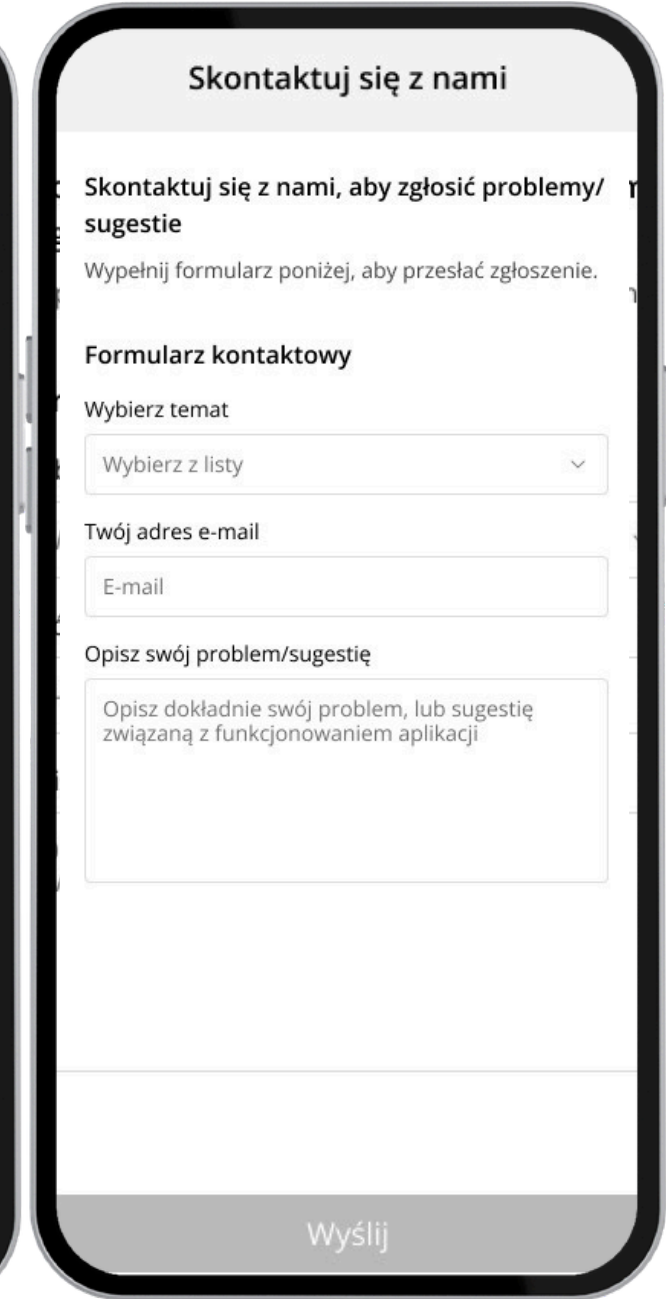 Skontaktuj się z nami
Skontaktuj się z nami, aby zgłosić problemy/
sugestie
Wypełnij formularz poniżej, aby przesłać zgłoszenie.
Formularz kontaktowy
Wybierz temat
Wybierz z listy
Twój adres e-mail
E-mail
Opisz swój problem/sugestię
Opisz dokładnie swój problem, lub sugestię
związaną z funkcjonowaniem aplikacji
Wyślij